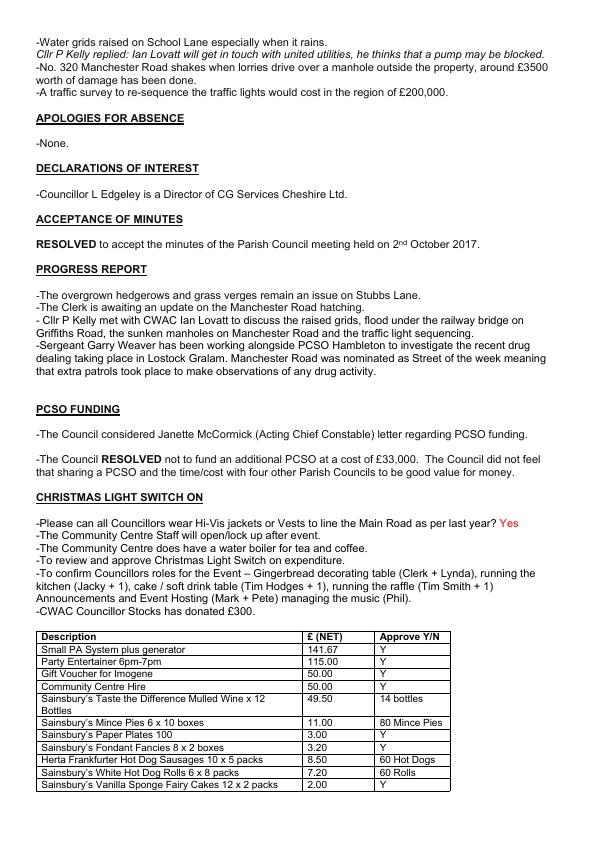 -Water grids raised on School Lane especially when it rains.
Cllr P Kelly replied: Ian Lovatt will get in touch with united utilities, he thinks that a pump may be blocked.
-No. 320 Manchester Road shakes when lorries drive over a manhole outside the property, around £3500
worth of damage has been done.
-A traffic survey to re-sequence the traffic lights would cost in the region of £200,000.
APOLOGIES FOR ABSENCE
-None.
DECLARATIONS OF INTEREST
-Councillor L Edgeley is a Director of CG Services Cheshire Ltd.
ACCEPTANCE OF MINUTES
RESOLVED to accept the minutes of the Parish Council meeting held on 2nd October 2017.
PROGRESS REPORT
-The overgrown hedgerows and grass verges remain an issue on Stubbs Lane.
-The Clerk is awaiting an update on the Manchester Road hatching.
- Cllr P Kelly met with CWAC Ian Lovatt to discuss the raised grids, flood under the railway bridge on
Griffiths Road, the sunken manholes on Manchester Road and the traffic light sequencing.
-Sergeant Garry Weaver has been working alongside PCSO Hambleton to investigate the recent drug
dealing taking place in Lostock Gralam. Manchester Road was nominated as Street of the week meaning
that extra patrols took place to make observations of any drug activity.
PCSO FUNDING
-The Council considered Janette McCormick (Acting Chief Constable) letter regarding PCSO funding.
-The Council RESOLVED not to fund an additional PCSO at a cost of £33,000. The Council did not feel
that sharing a PCSO and the time/cost with four other Parish Councils to be good value for money.
CHRISTMAS LIGHT SWITCH ON
-Please can all Councillors wear Hi-Vis jackets or Vests to line the Main Road as per last year? Yes
-The Community Centre Staff will open/lock up after event.
-The Community Centre does have a water boiler for tea and coffee.
-To review and approve Christmas Light Switch on expenditure.
-To confirm Councillors roles for the Event – Gingerbread decorating table (Clerk + Lynda), running the
kitchen (Jacky + 1), cake / soft drink table (Tim Hodges + 1), running the raffle (Tim Smith + 1)
Announcements and Event Hosting (Mark + Pete) managing the music (Phil).
-CWAC Councillor Stocks has donated £300.
Description £ (NET) Approve Y/N
Small PA System plus generator 141.67 Y
Party Entertainer 6pm-7pm 115.00 Y
Gift Voucher for Imogene 50.00 Y
Community Centre Hire 50.00 Y
Sainsbury's Taste the Difference Mulled Wine x 12 49.50 14 bottles
Bottles
Sainsbury's Mince Pies 6 x 10 boxes 11.00 80 Mince Pies
Sainsbury's Paper Plates 100 3.00 Y
Sainsbury's Fondant Fancies 8 x 2 boxes 3.20 Y
Herta Frankfurter Hot Dog Sausages 10 x 5 packs 8.50 60 Hot Dogs
Sainsbury's White Hot Dog Rolls 6 x 8 packs 7.20 60 Rolls
Sainsbury's Vanilla Sponge Fairy Cakes 12 x 2 packs 2.00 Y